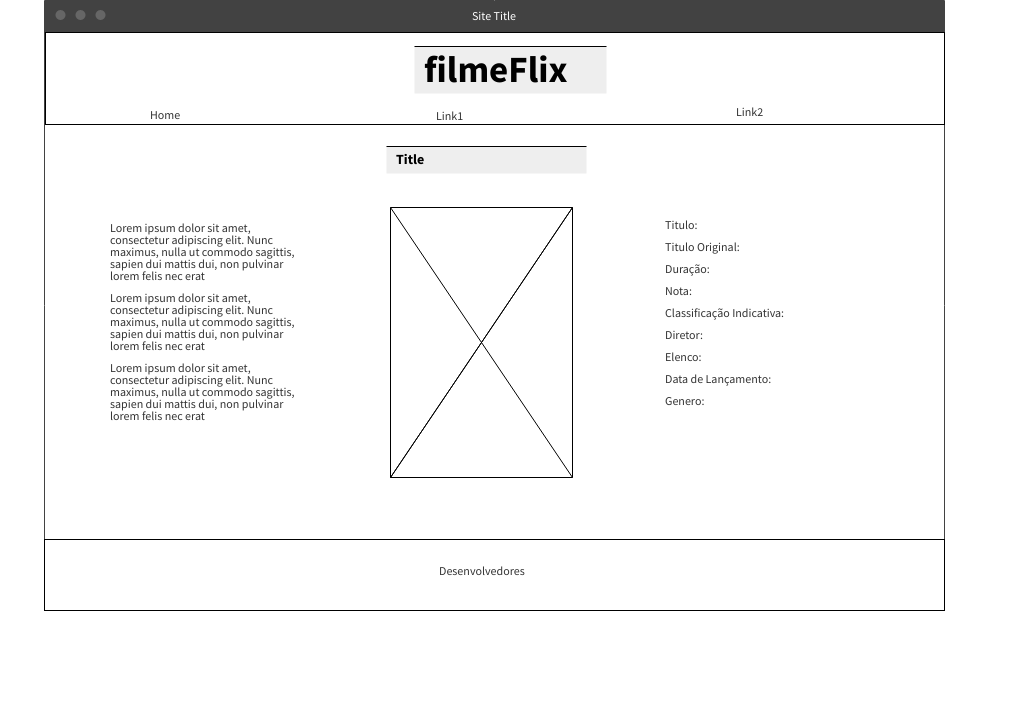 Site Title
filmeFlix
Home
Link1
Link2
Title
Lorem ipsum dolor sit amet,
consectetur adipiscing elit. Nunc
maximus, nulla ut commodo sagittis,
sapien dui mattis dui, non pulvinar
lorem felis nec erat
Lorem ipsum dolor sit amet,
consectetur adipiscing elit. Nunc
maximus, nulla ut commodo sagittis,
sapien dui mattis dui, non pulvinar
lorem felis nec erat
Lorem ipsum dolor sit amet,
consectetur adipiscing elit. Nunc
maximus, nulla ut commodo sagittis,
sapien dui mattis dui, non pulvinar
lorem felis nec erat
Titulo:
Titulo Original:
Duração:
Nota:
Classificação Indicativa:
Diretor:
Elenco:
Data de Lançamento:
Genero:
Desenvolvedores